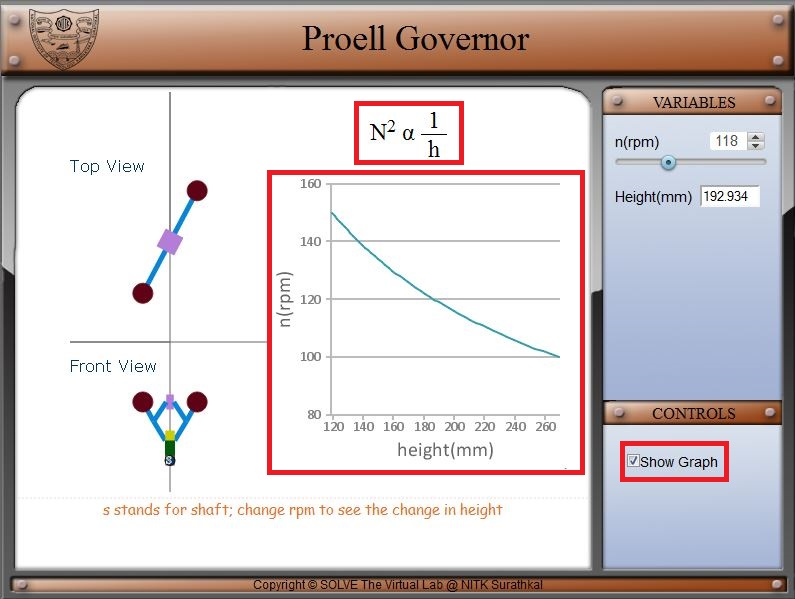 Proell Governor
N² α 1/h
Top View
Front View
n(rpm)
160
140
120
100
80
120 140 160 180 200 220 240 260
height(mm)
s
s stands for shaft; change rpm to see the change in height
VARIABLES
n(rpm) 118
Height(mm) 192.934
CONTROLS
Show Graph
Copyright © SOLVE The Virtual Lab @ NITK Surathkal